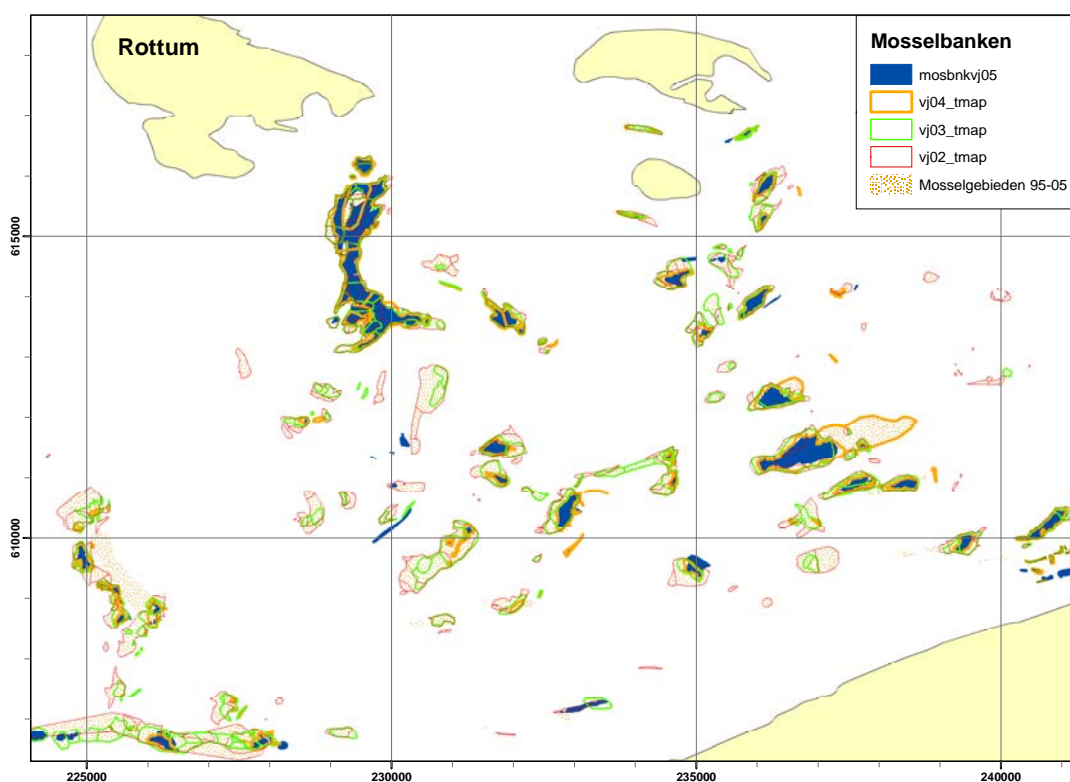 Rottum
Mosselbanken
mosbnkvj05
vj04_tmap
vj03_tmap
vj02_tmap
Mosselgebieden 95-05
615000
610000
225000
230000
235000
240000